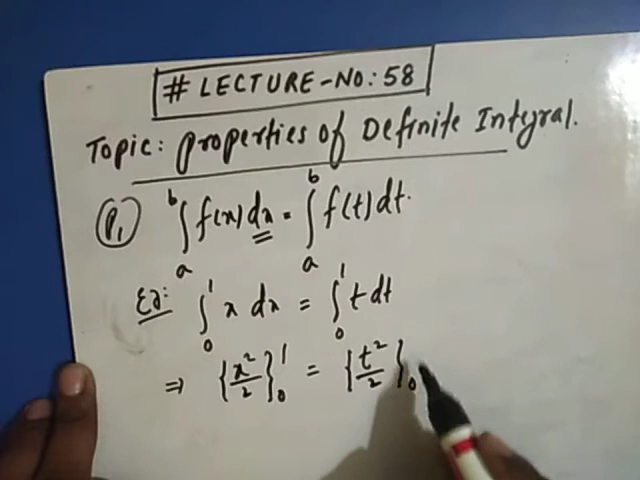 # LECTURE-NO: 58
Topic: Properties of Definite Integral.
P₁ ∫ₐᵇ f(x) dx = ∫ₐᵇ f(t) dt.
Ex: ∫₀¹ x dx = ∫₀¹ t dt
⇒ {x²/2}₀¹ = {t²/2}₀